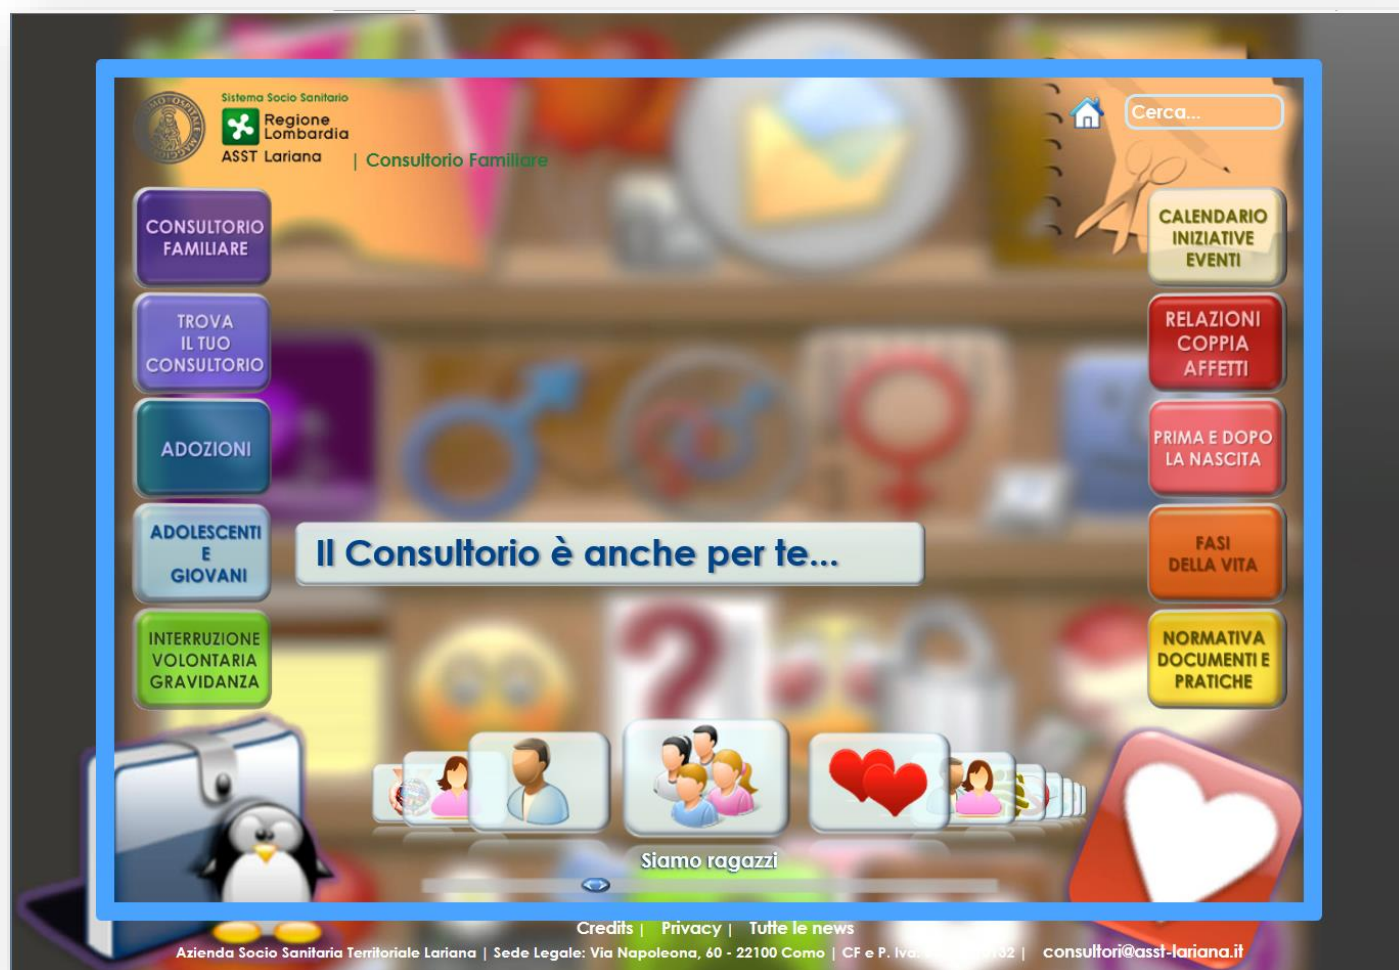 Sistema Socio Sanitario
Regione
Lombardia
ASST Lariana
| Consultorio Familiare
Cerca...
CONSULTORIO
FAMILIARE
TROVA
IL TUO
CONSULTORIO
ADOZIONI
ADOLESCENTI
E
GIOVANI
INTERRUZIONE
VOLONTARIA
GRAVIDANZA
CALENDARIO
INIZIATIVE
EVENTI
RELAZIONI
COPPIA
AFFETTI
PRIMA E DOPO
LA NASCITA
FASI
DELLA VITA
NORMATIVA
DOCUMENTI E
PRATICHE
Il Consultorio è anche per te...
Siamo ragazzi
Credits | Privacy | Tutte le news
Azienda Socio Sanitaria Territoriale Lariana | Sede Legale: Via Napoleona, 60 - 22100 Como | CF e P. Iva: | consultori@asst-lariana.it